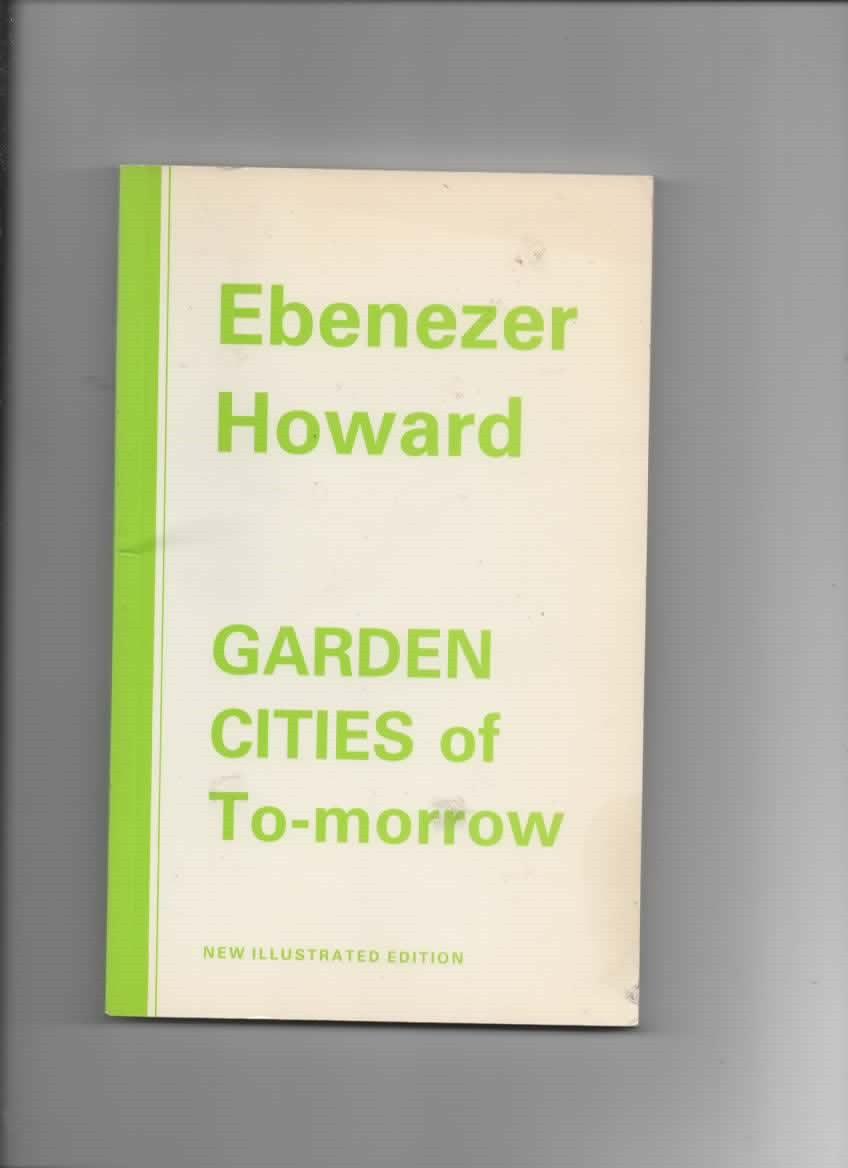 Ebenezer
Howard
GARDEN
CITIES of
To-morrow
NEW ILLUSTRATED EDITION